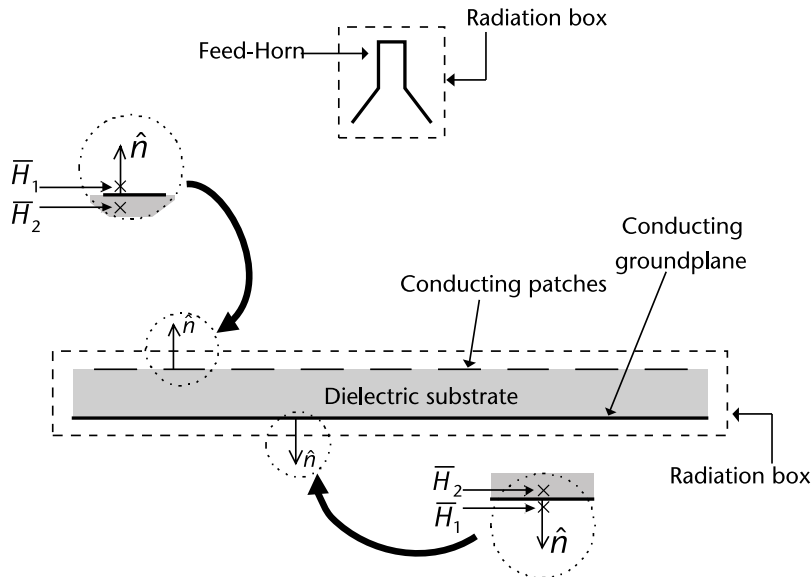 Radiation box
Feed-Horn
n̂
H̅₁
H̅₂
Conducting
groundplane
Conducting patches
n̂
Dielectric substrate
n̂
Radiation box
H̅₂
H̅₁
n̂